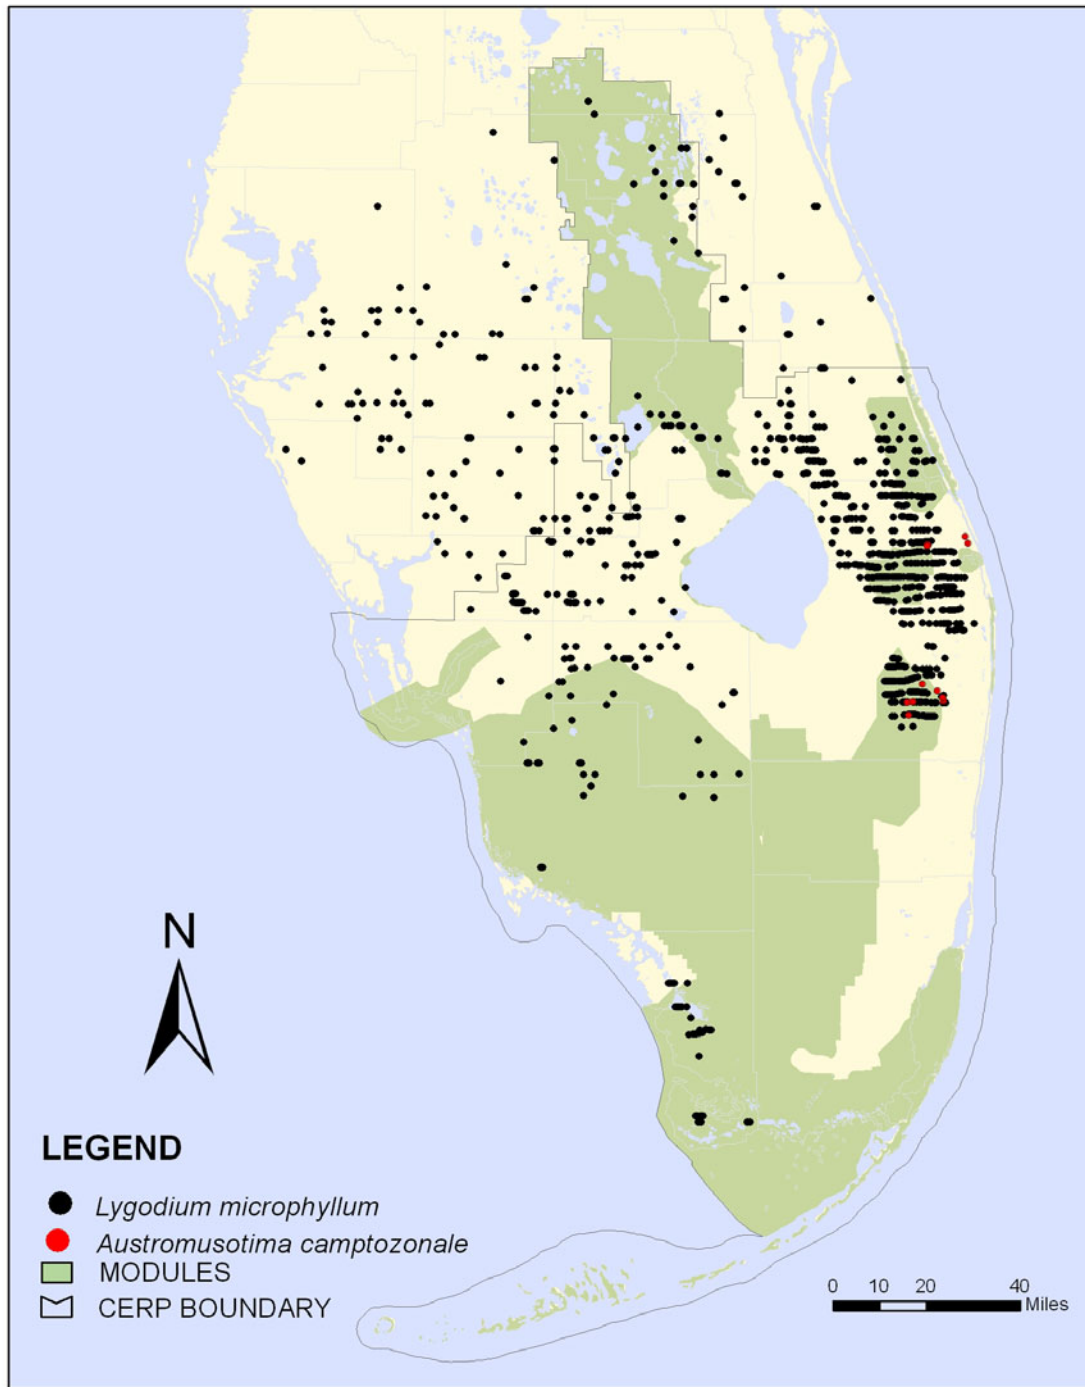 N
LEGEND
Lygodium microphyllum
Austromusotima camptozonale
MODULES
CERP BOUNDARY
0 10 20 40
Miles